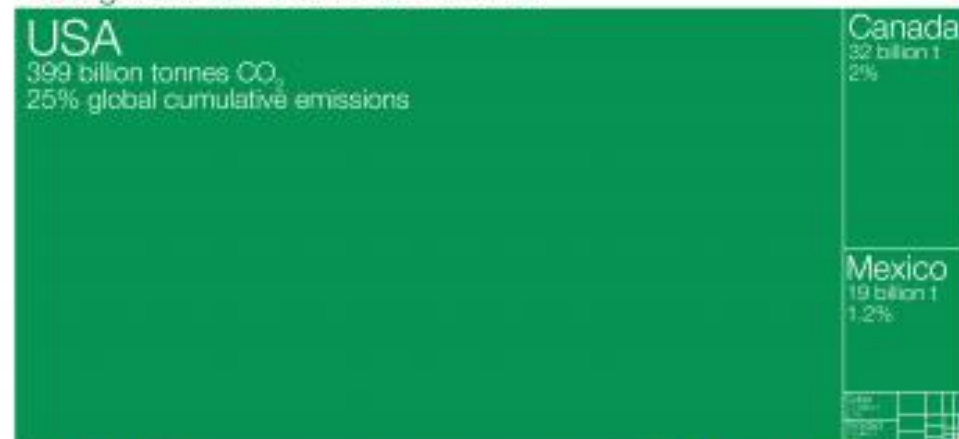 USA
399 billion tonnes CO₂
25% global cumulative emissions
Canada
32 billion t
2%
Mexico
19 billion t
1.2%